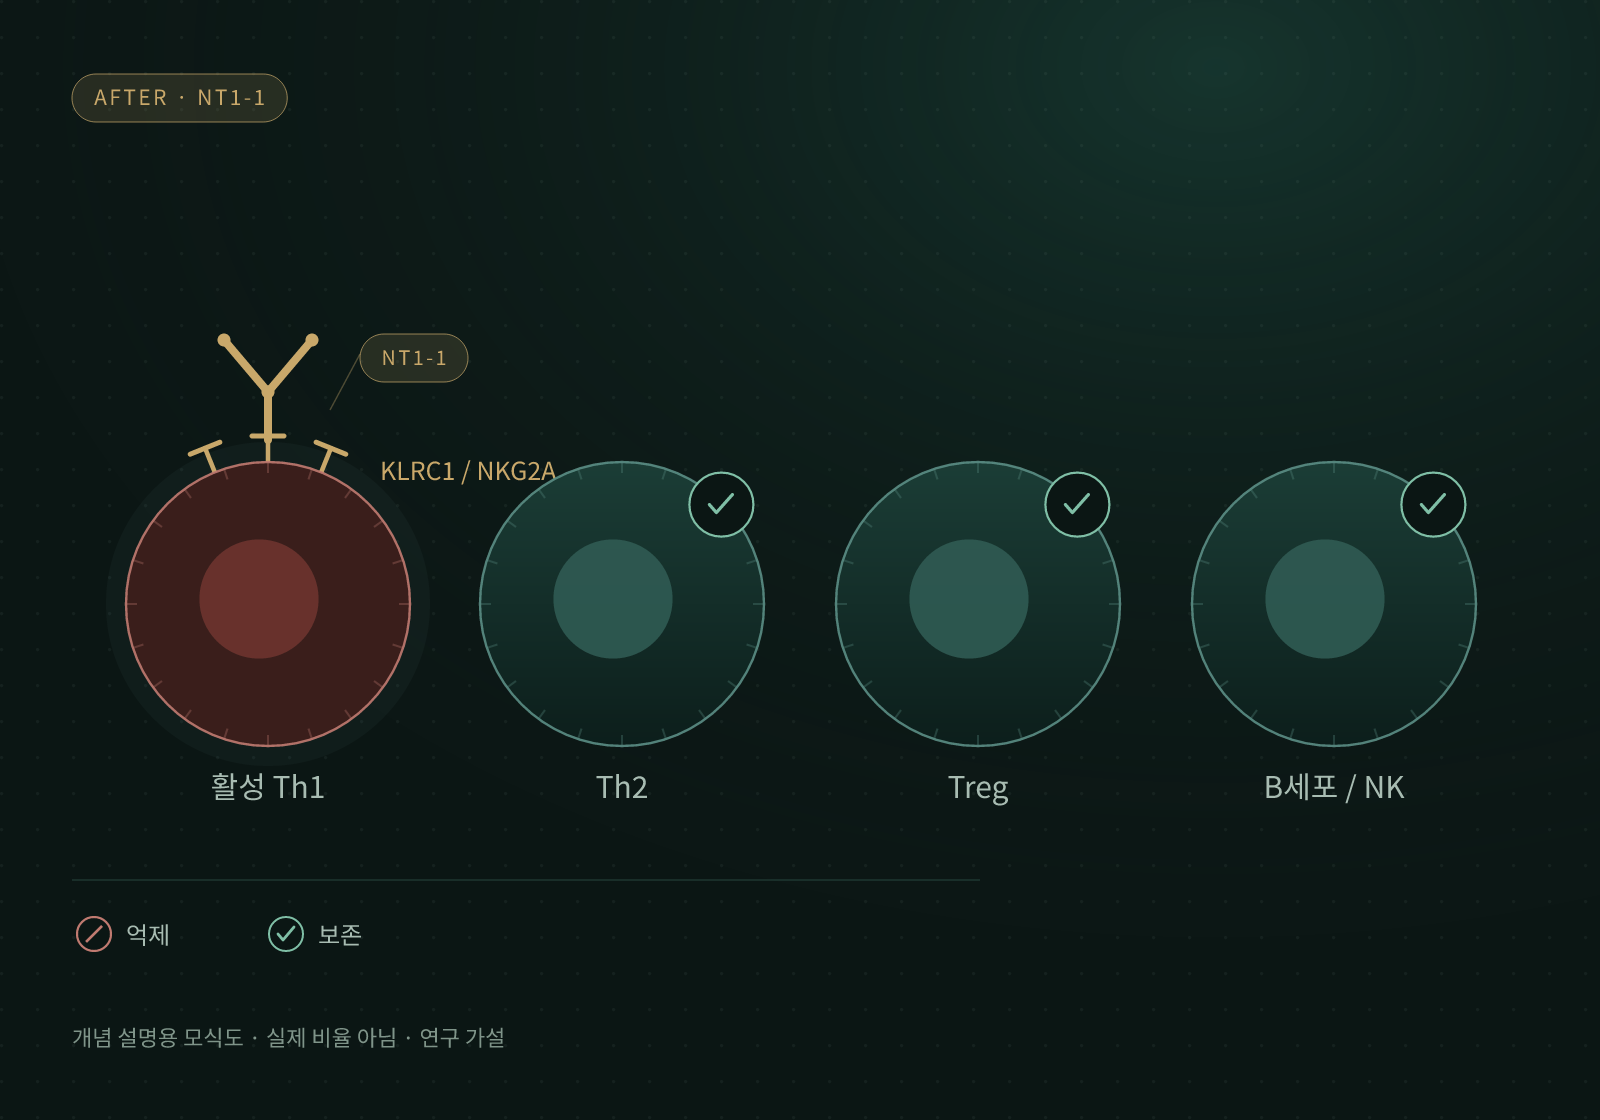 AFTER · NT1-1
NT1-1
KLRC1 / NKG2A
활성 Th1
Th2
Treg
B세포 / NK
억제
보존
개념 설명용 모식도 · 실제 비율 아님 · 연구 가설